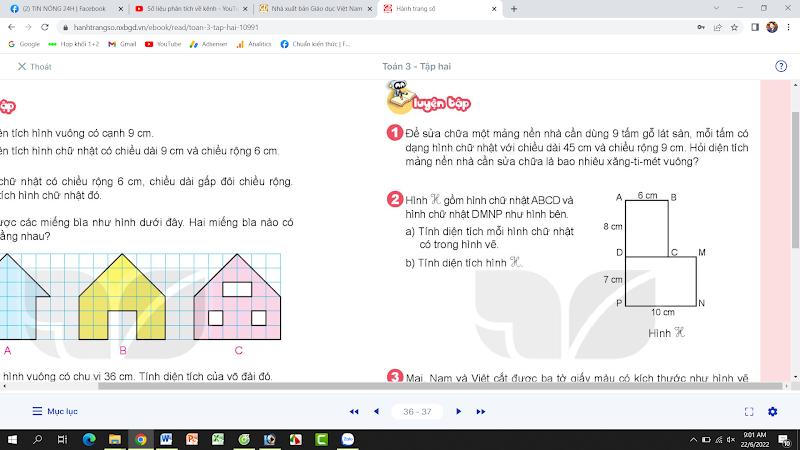 (2) TIN NÓNG 24H | Facebook
Số liệu phân tích về kênh - YouT
Nhà xuất bản Giáo dục Việt Nam
Hành trang số
hanhtrangso.nxbgd.vn/ebook/read/toan-3-tap-hai-10991
Google
Họp khối 1+2
Gmail
YouTube
Adsenser
Analytics
Chuẩn kiến thức | F...
Thoát
Toán 3 - Tập hai
tập
ện tích hình vuông có cạnh 9 cm.
ện tích hình chữ nhật có chiều dài 9 cm và chiều rộng 6 cm.
chữ nhật có chiều rộng 6 cm, chiều dài gấp đôi chiều rộng.
tích hình chữ nhật đó.
ược các miếng bìa như hình dưới đây. Hai miếng bìa nào có
ằng nhau?
A
B
C
hình vuông có chu vi 36 cm. Tính diện tích của võ đài đó.
Luyện tập
1 Để sửa chữa một mảng nền nhà cần dùng 9 tấm gỗ lát sàn, mỗi tấm có
dạng hình chữ nhật với chiều dài 45 cm và chiều rộng 9 cm. Hỏi diện tích
mảng nền nhà cần sửa chữa là bao nhiêu xăng-ti-mét vuông?
2 Hình ℋ gồm hình chữ nhật ABCD và
hình chữ nhật DMNP như hình bên.
a) Tính diện tích mỗi hình chữ nhật
có trong hình vẽ.
b) Tính diện tích hình ℋ.
A 6 cm B
8 cm
D C M
7 cm
P N
10 cm
Hình ℋ
3 Mai, Nam và Việt cắt được ba tờ giấy màu có kích thước như hình vẽ
Mục lục
36 - 37
9:01 AM
22/6/2022